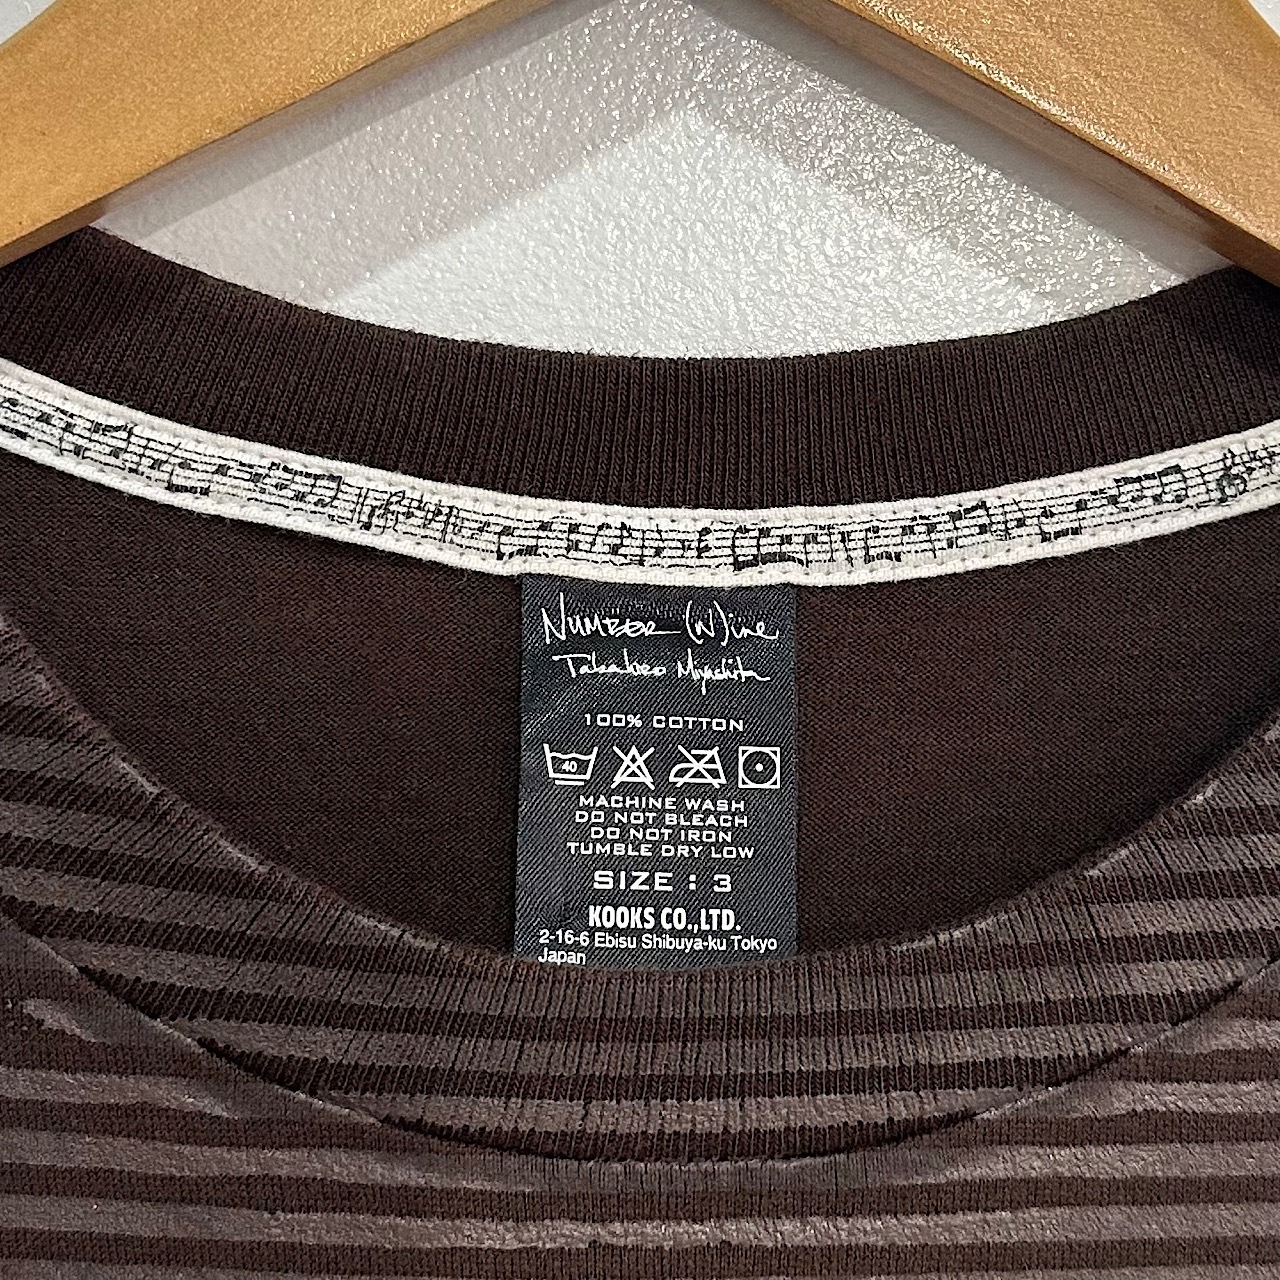 NUMBER (N)ine
Takahiro Miyashita
100% COTTON
40
MACHINE WASH
DO NOT BLEACH
DO NOT IRON
TUMBLE DRY LOW
SIZE : 3
KOOKS CO.,LTD.
2-16-6 Ebisu Shibuya-ku Tokyo
Japan